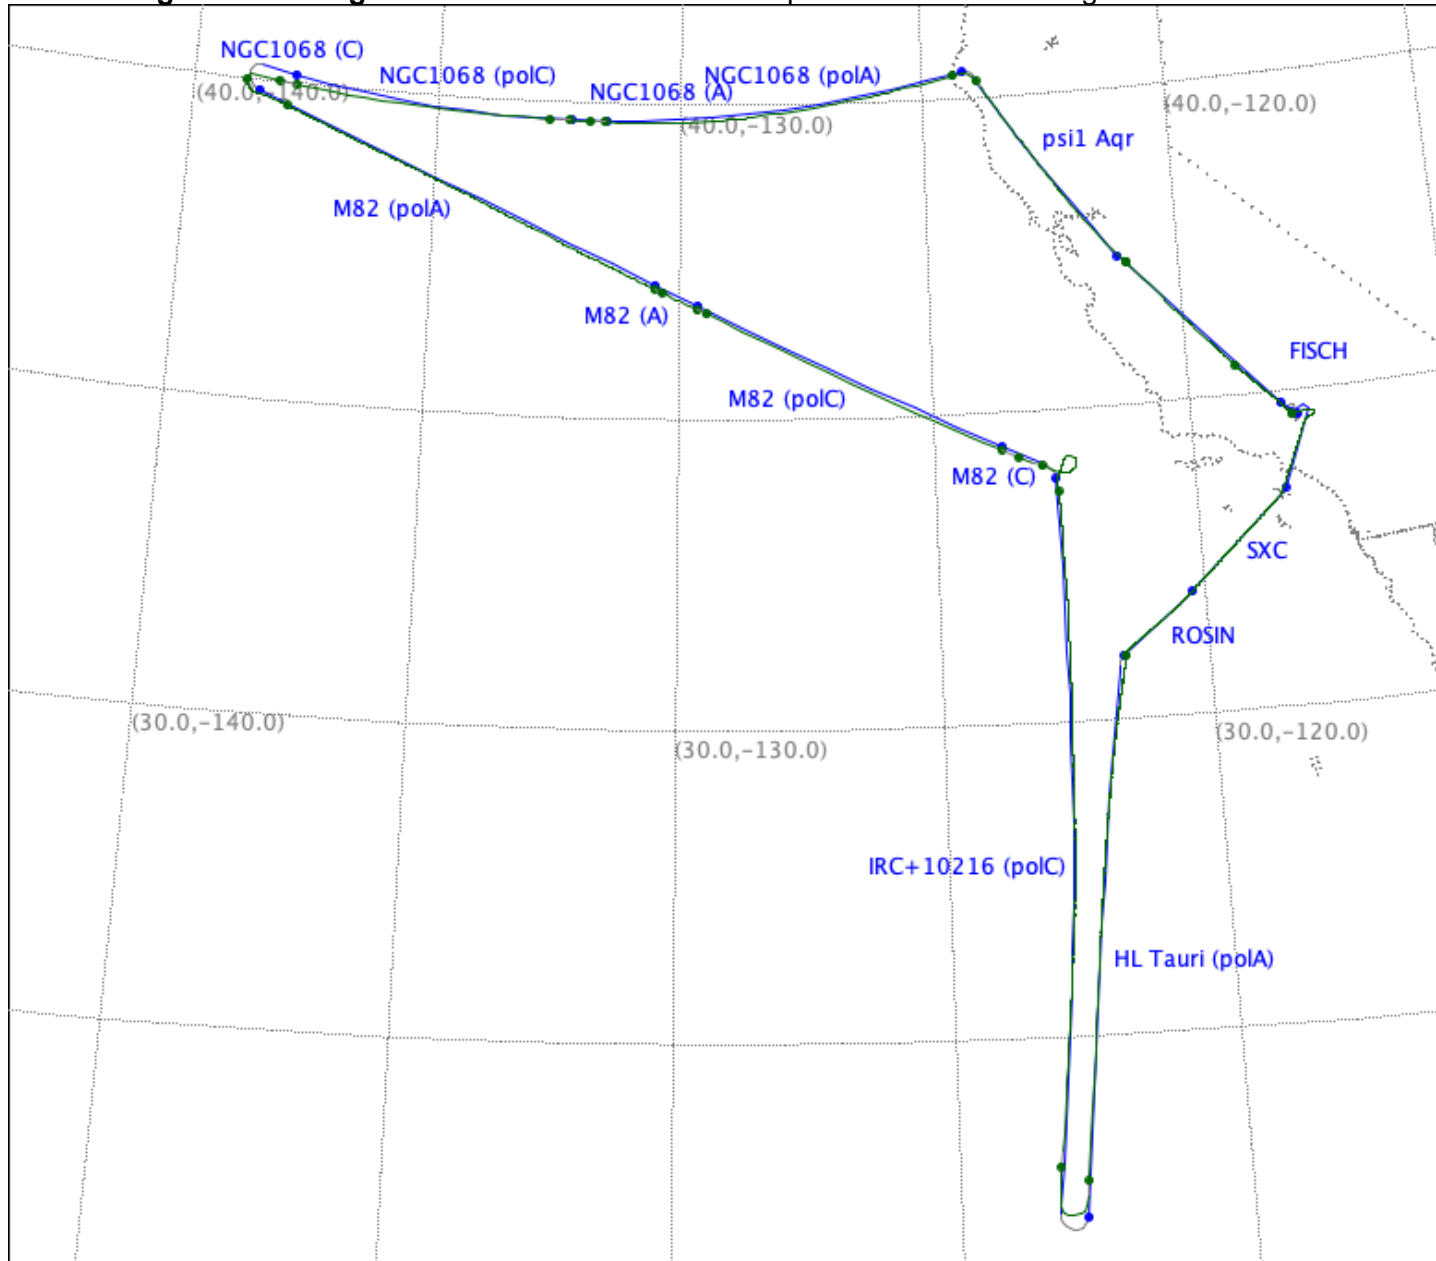 NGC1068 (C)
NGC1068 (polC)
NGC1068 (A)
NGC1068 (polA)
(40.0,−140.0)
(40.0,−130.0)
(40.0,−120.0)
psi1 Aqr
M82 (polA)
M82 (A)
FISCH
M82 (polC)
M82 (C)
SXC
ROSIN
(30.0,−140.0)
(30.0,−130.0)
(30.0,−120.0)
IRC+10216 (polC)
HL Tauri (polA)